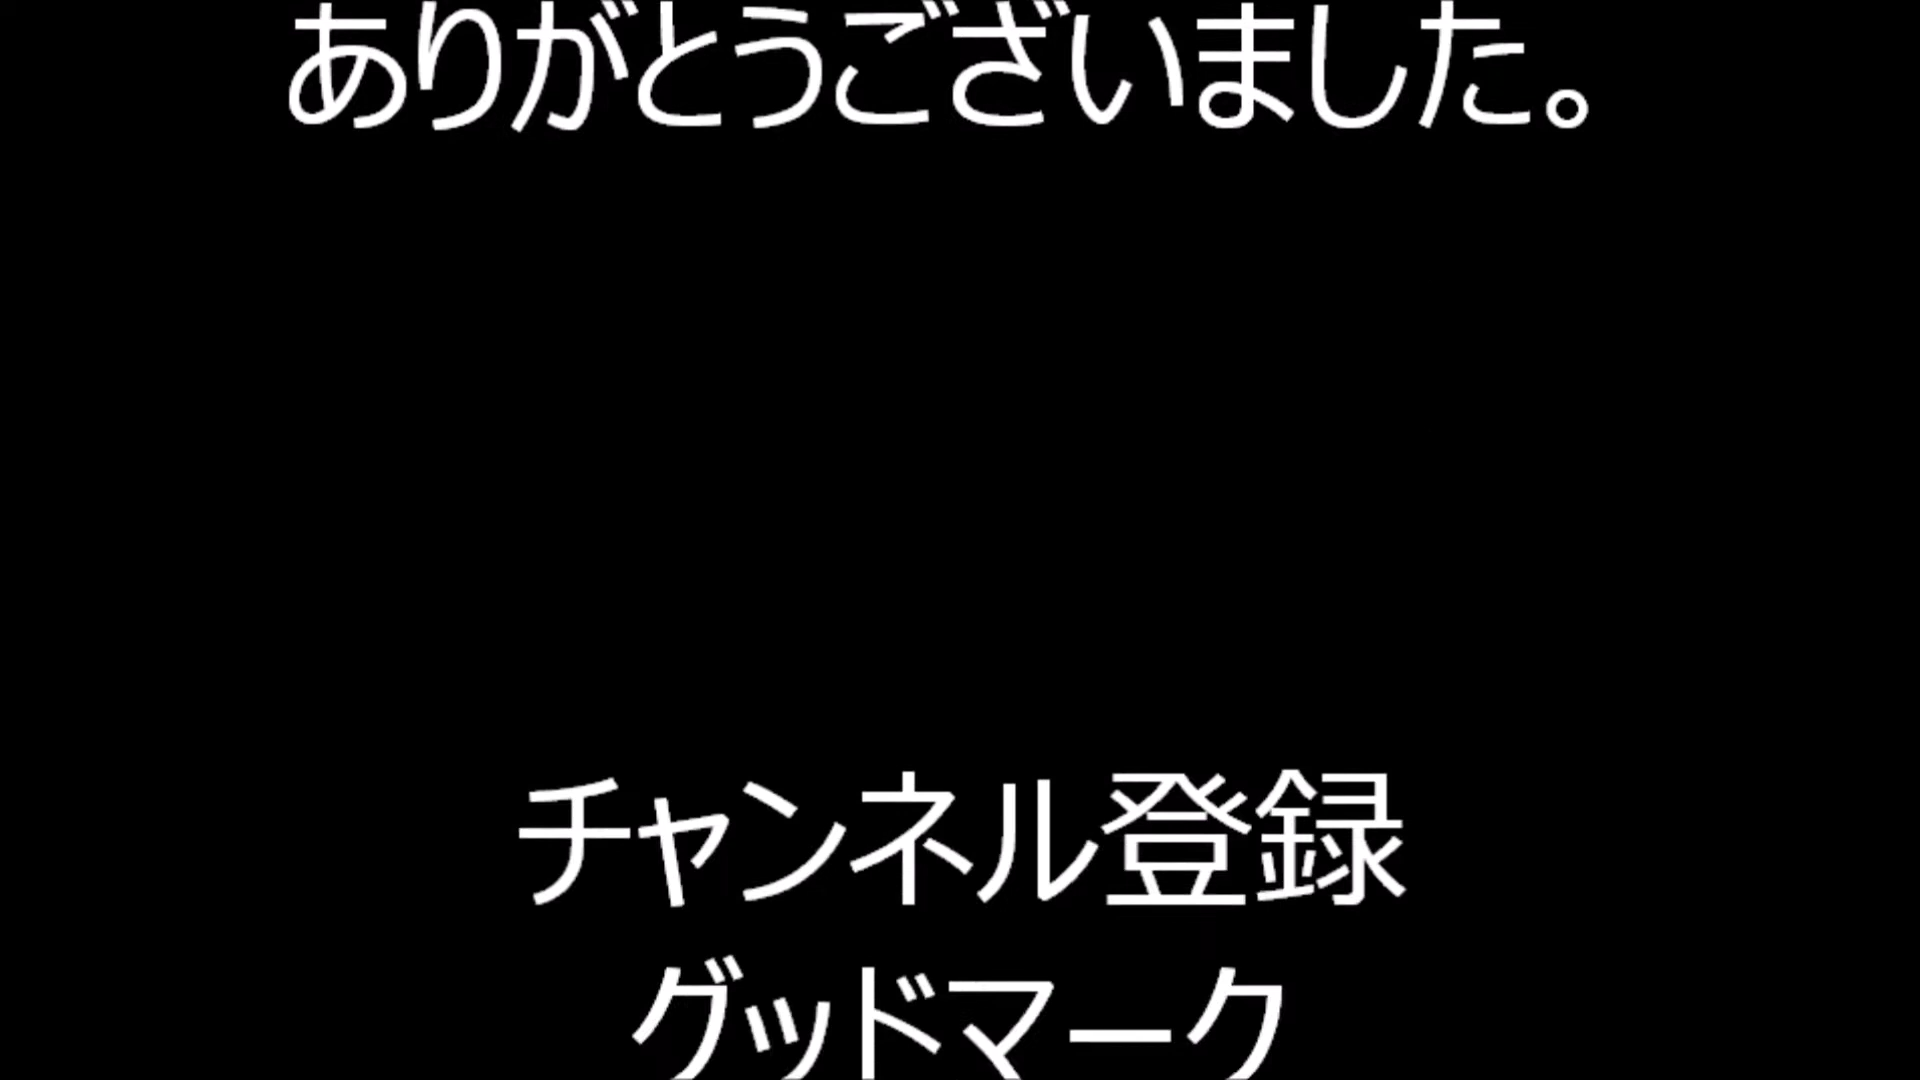 ありがとうございました。
チャンネル登録
グッドマーク